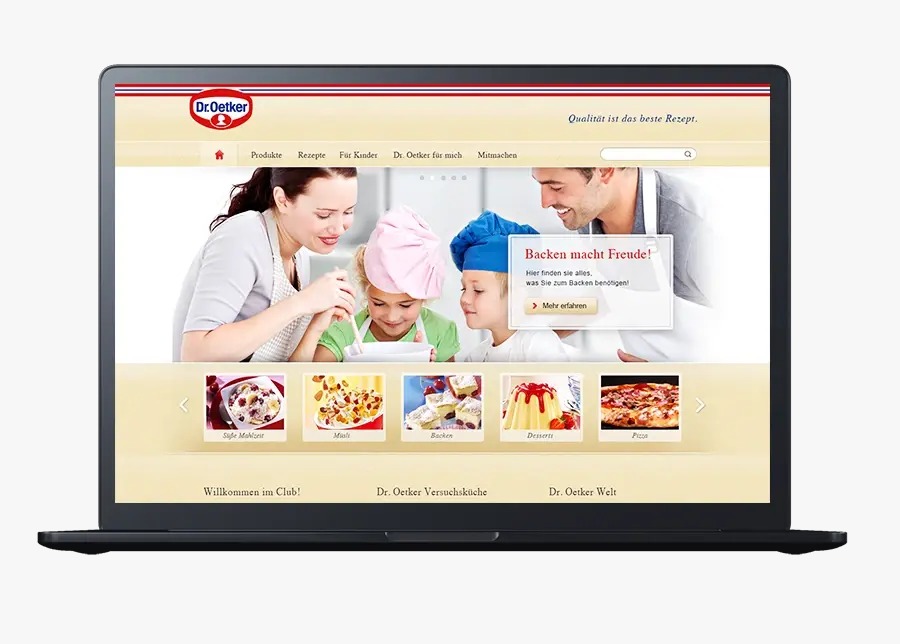 Dr.Oetker
Qualität ist das beste Rezept.
Produkte Rezepte Für Kinder Dr. Oetker für mich Mitmachen
Backen macht Freude!
Hier finden sie alles,
was Sie zum Backen benötigen!
Mehr erfahren
Süße Mahlzeit Müsli Backen Desserts Pizza
Willkommen im Club! Dr. Oetker Versuchsküche Dr. Oetker Welt